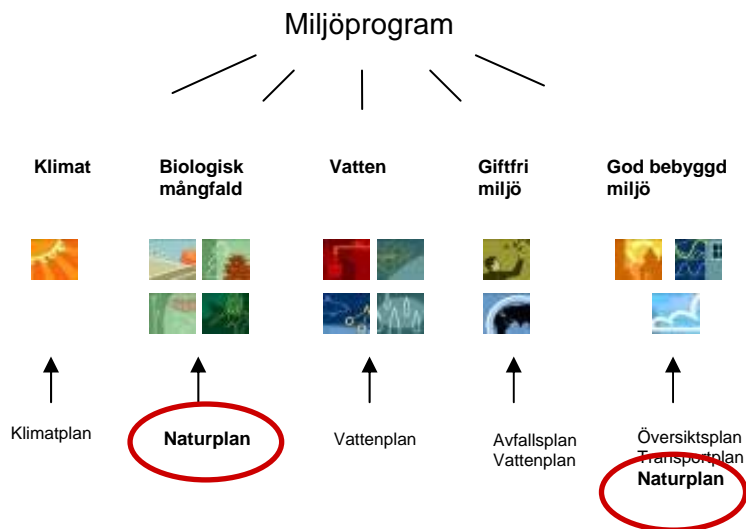 Miljöprogram
Klimat
Biologisk
mångfald
Vatten
Giftfri
miljö
God bebyggd
miljö
Klimatplan
Naturplan
Vattenplan
Avfallsplan
Vattenplan
Översiktsplan
Transportplan
Naturplan